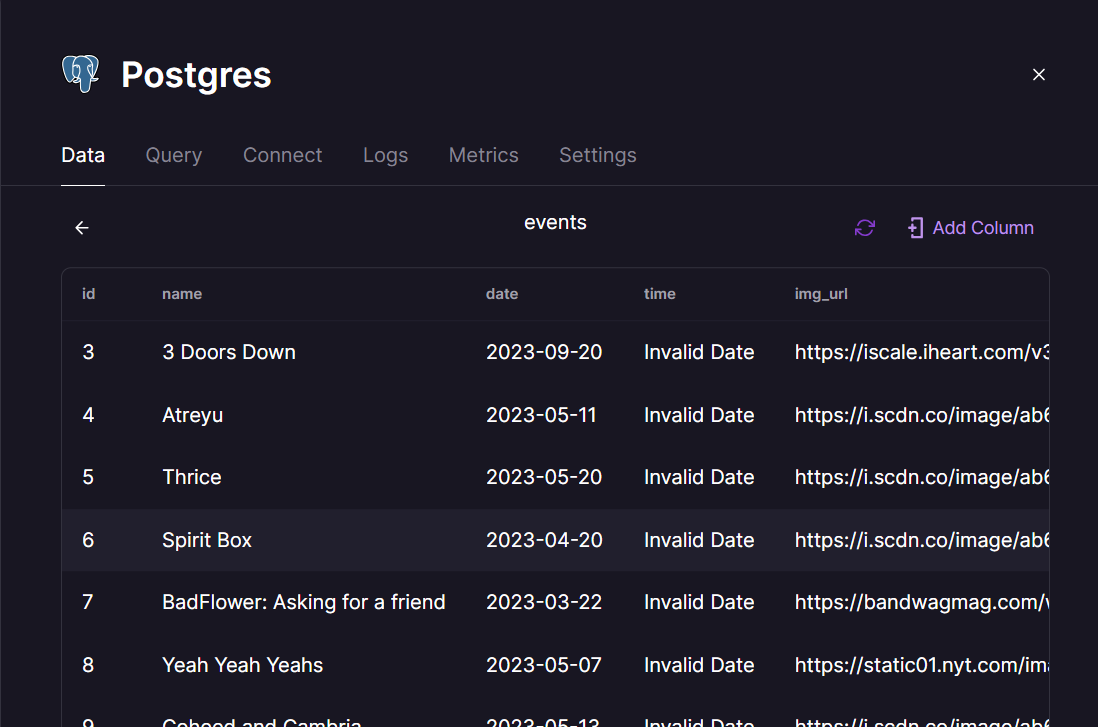 Postgres
Data Query Connect Logs Metrics Settings
events
Add Column
id name date time img_url
3 3 Doors Down 2023-09-20 Invalid Date https://iscale.iheart.com/v3
4 Atreyu 2023-05-11 Invalid Date https://i.scdn.co/image/ab6
5 Thrice 2023-05-20 Invalid Date https://i.scdn.co/image/ab6
6 Spirit Box 2023-04-20 Invalid Date https://i.scdn.co/image/ab6
7 BadFlower: Asking for a friend 2023-03-22 Invalid Date https://bandwagmag.com/
8 Yeah Yeah Yeahs 2023-05-07 Invalid Date https://static01.nyt.com/im
9 Coheed and Cambria 2023-05-13 Invalid Date https://i.scdn.co/image/ab6